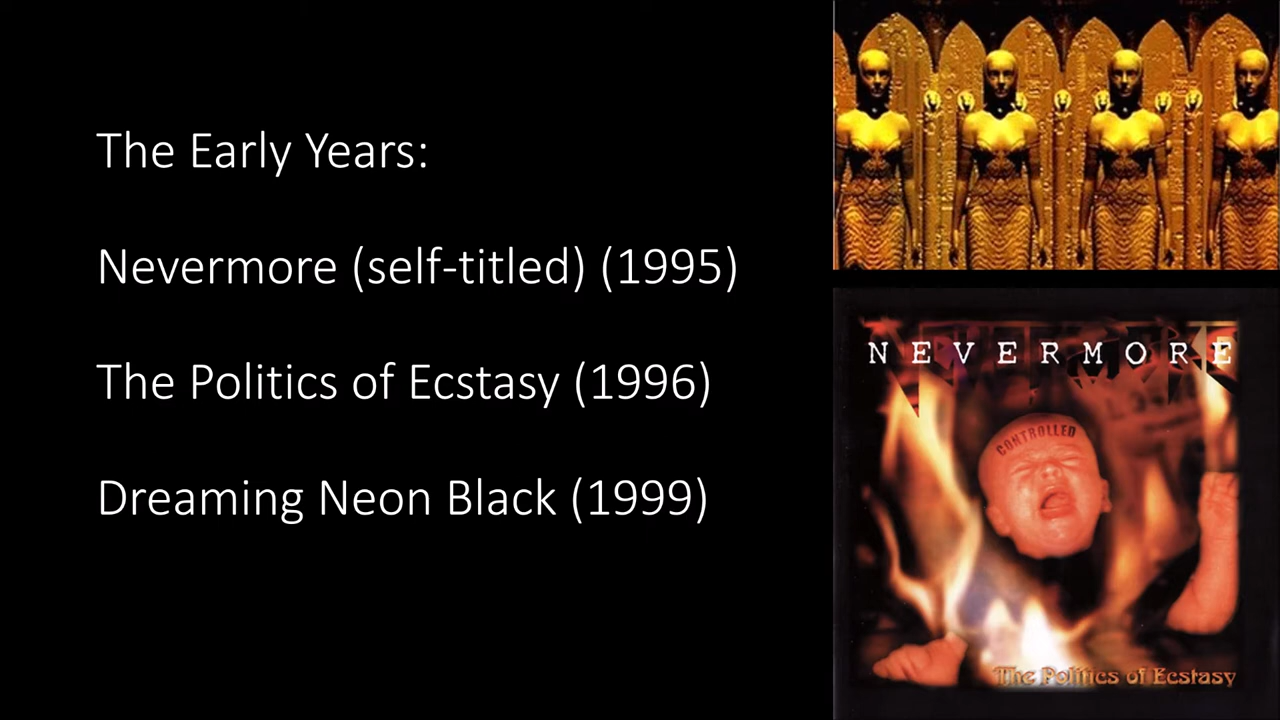 The Early Years:
Nevermore (self-titled) (1995)
The Politics of Ecstasy (1996)
Dreaming Neon Black (1999)
NEVERMORE
CONTROLLED
The Politics of Ecstasy